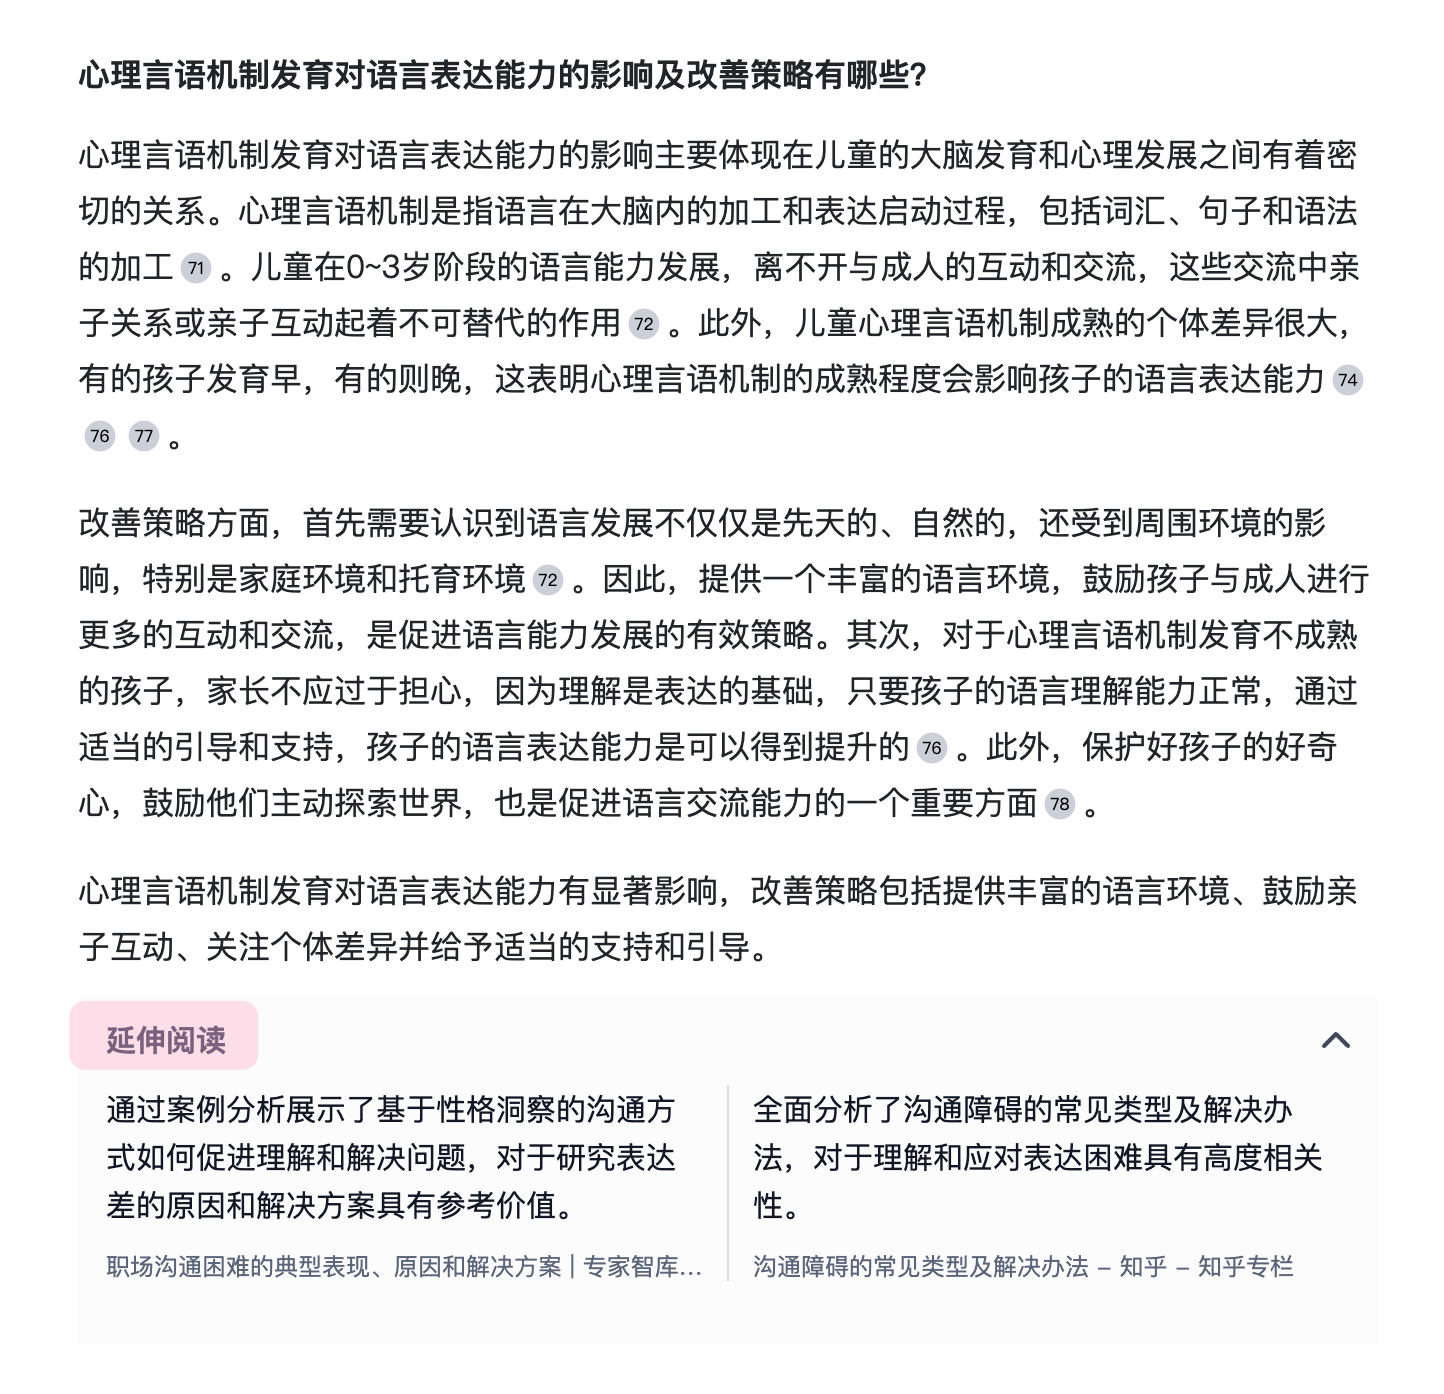 心理言语机制发育对语言表达能力的影响及改善策略有哪些？
心理言语机制发育对语言表达能力的影响主要体现在儿童的大脑发育和心理发展之间有着密
切的关系。心理言语机制是指语言在大脑内的加工和表达启动过程，包括词汇、句子和语法
的加工 71 。儿童在0~3岁阶段的语言能力发展，离不开与成人的互动和交流，这些交流中亲
子关系或亲子互动起着不可替代的作用 72 。此外，儿童心理言语机制成熟的个体差异很大，
有的孩子发育早，有的则晚，这表明心理言语机制的成熟程度会影响孩子的语言表达能力 74
76 77 。
改善策略方面，首先需要认识到语言发展不仅仅是先天的、自然的，还受到周围环境的影
响，特别是家庭环境和托育环境 72 。因此，提供一个丰富的语言环境，鼓励孩子与成人进行
更多的互动和交流，是促进语言能力发展的有效策略。其次，对于心理言语机制发育不成熟
的孩子，家长不应过于担心，因为理解是表达的基础，只要孩子的语言理解能力正常，通过
适当的引导和支持，孩子的语言表达能力是可以得到提升的 76 。此外，保护好孩子的好奇
心，鼓励他们主动探索世界，也是促进语言交流能力的一个重要方面 78 。
心理言语机制发育对语言表达能力有显著影响，改善策略包括提供丰富的语言环境、鼓励亲
子互动、关注个体差异并给予适当的支持和引导。
延伸阅读
通过案例分析展示了基于性格洞察的沟通方
式如何促进理解和解决问题，对于研究表达
差的原因和解决方案具有参考价值。
职场沟通困难的典型表现、原因和解决方案 | 专家智库...
全面分析了沟通障碍的常见类型及解决办
法，对于理解和应对表达困难具有高度相关
性。
沟通障碍的常见类型及解决办法 – 知乎 – 知乎专栏